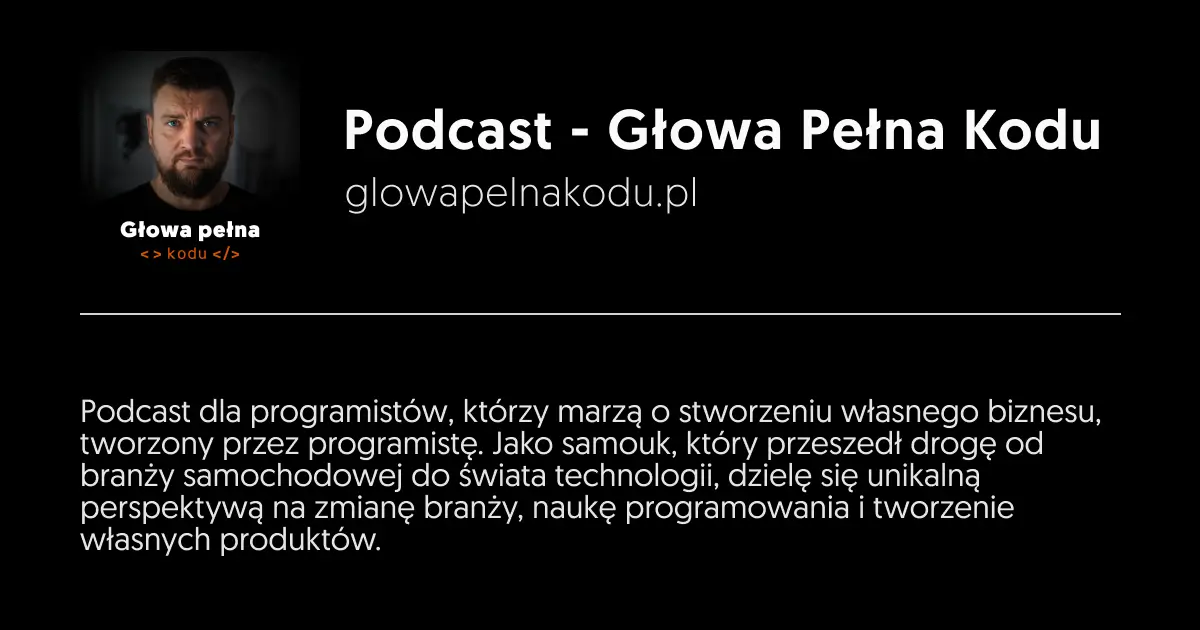 Podcast - Głowa Pełna Kodu
glowapelnakodu.pl
Głowa pełna
<> kodu </>
Podcast dla programistów, którzy marzą o stworzeniu własnego biznesu,
tworzony przez programistę. Jako samouk, który przeszedł drogę od
branży samochodowej do świata technologii, dzielę się unikalną
perspektywą na zmianę branży, naukę programowania i tworzenie
własnych produktów.